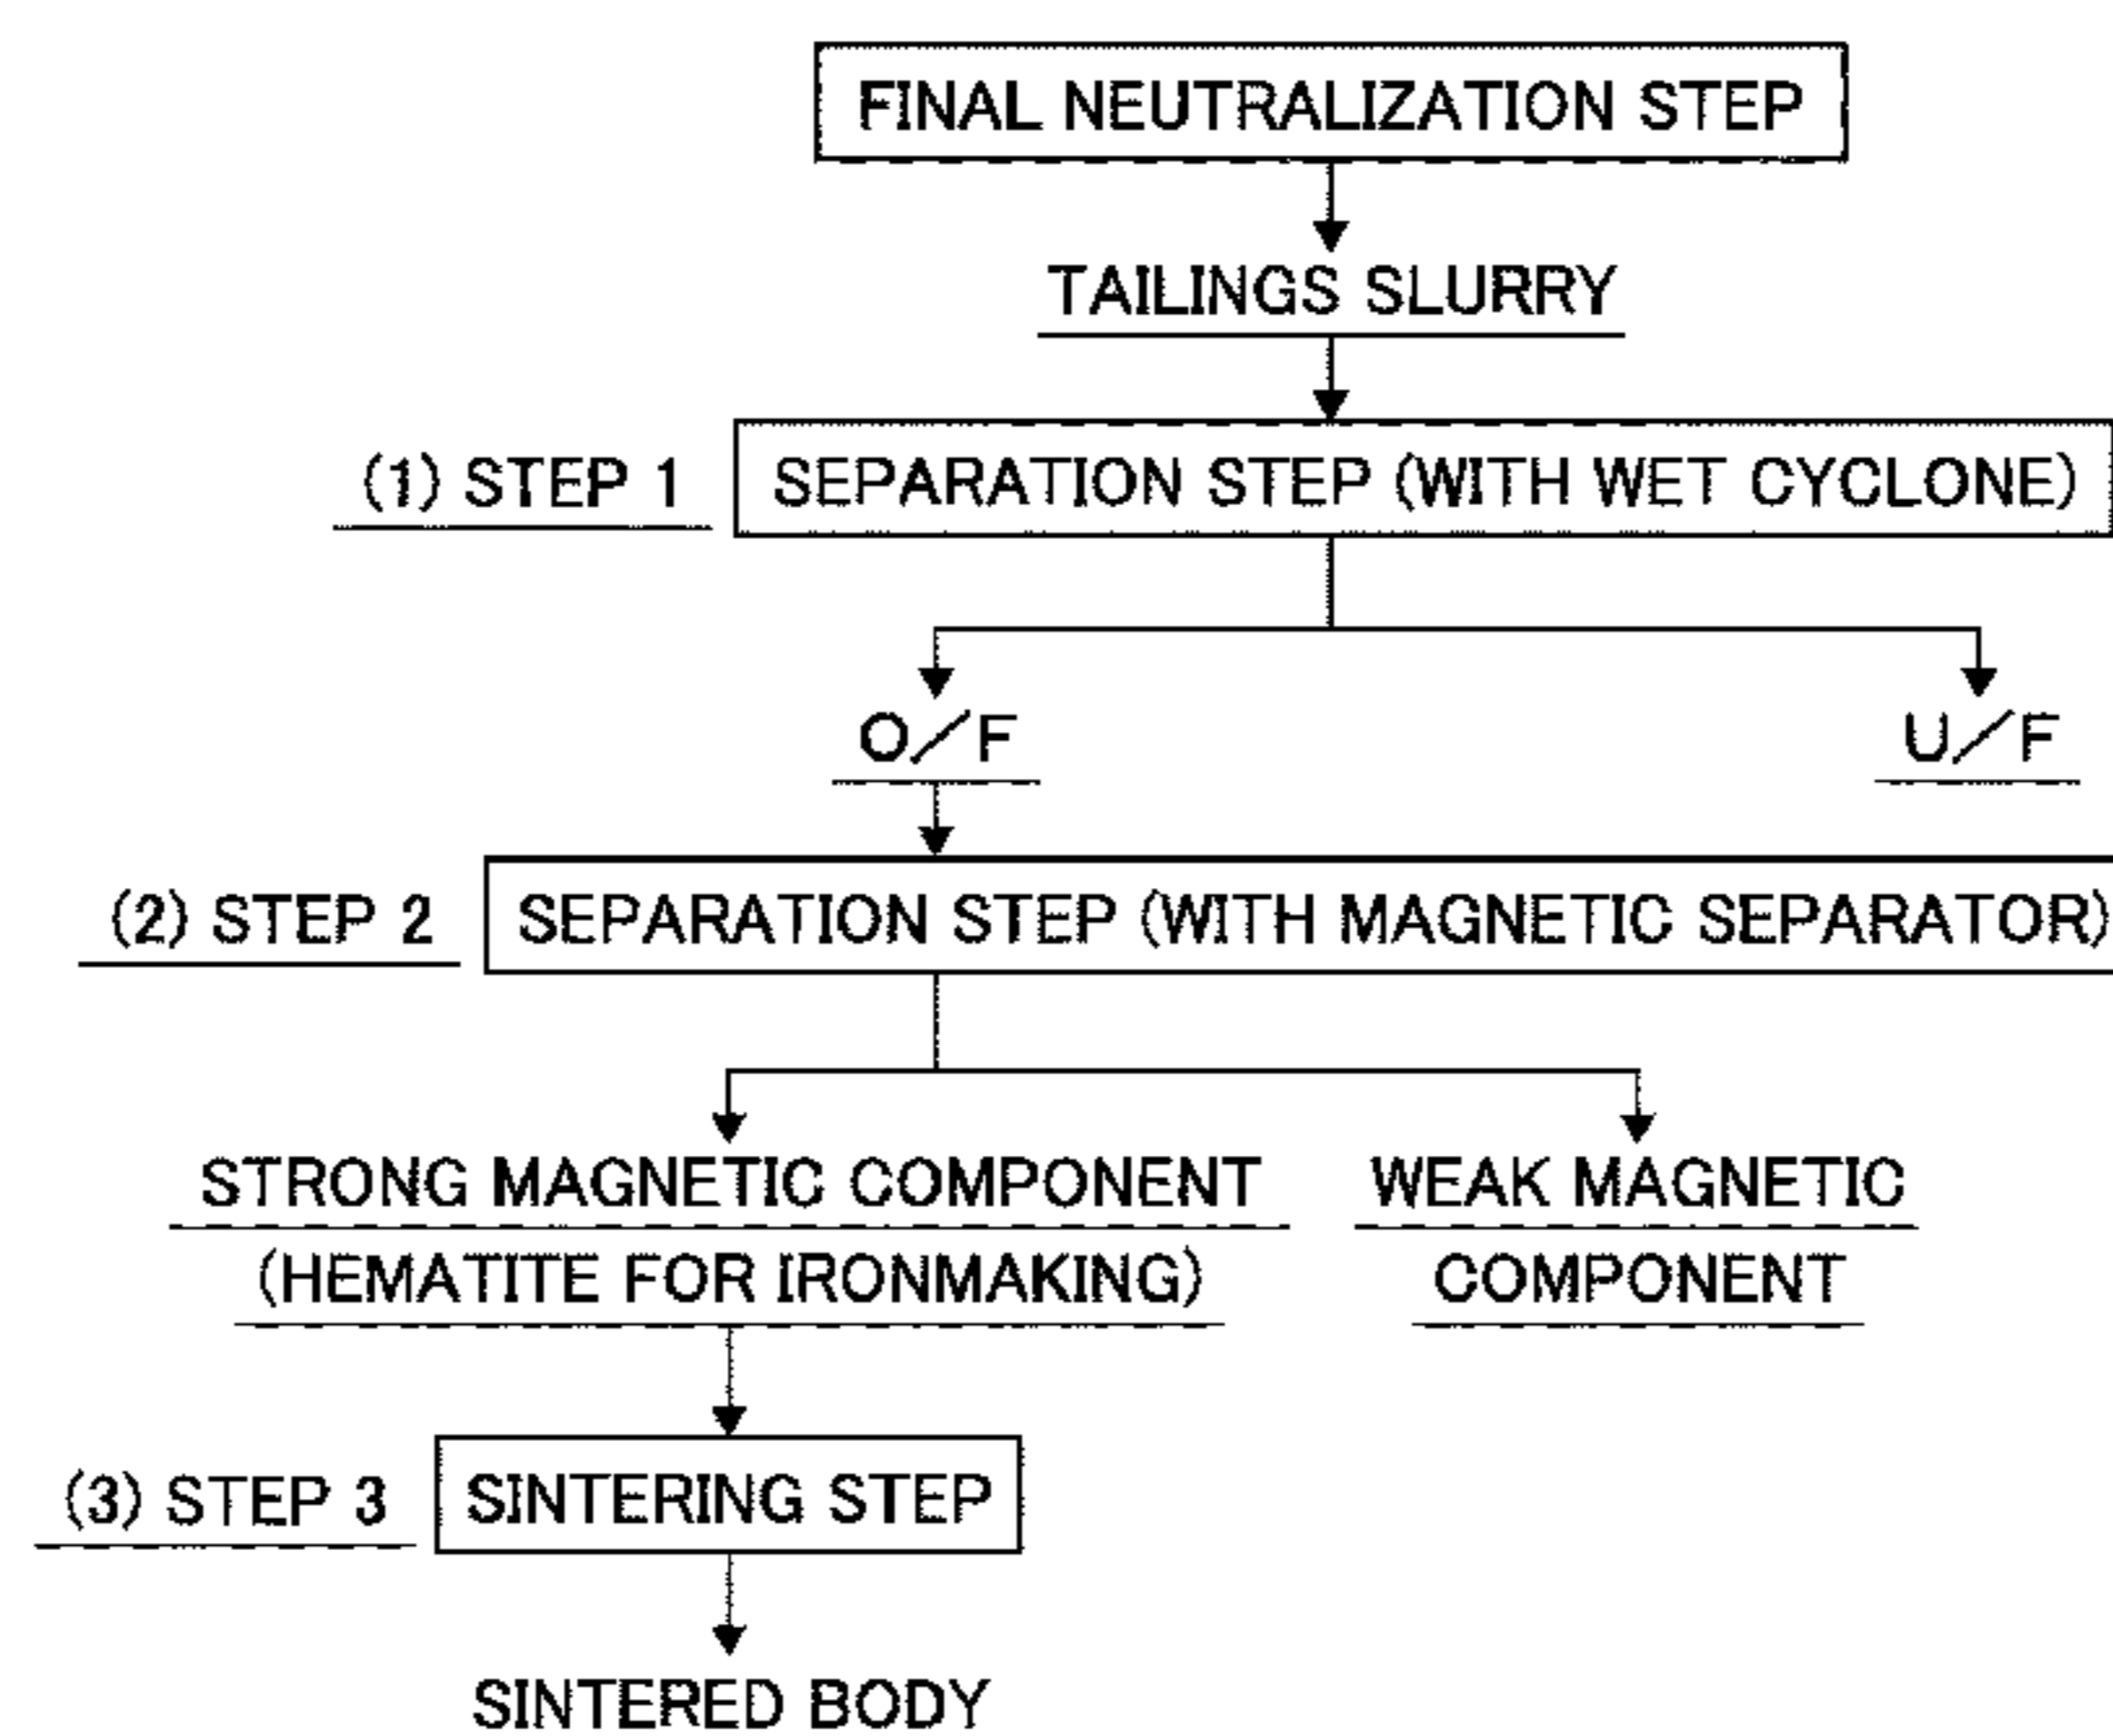 FINAL NEUTRALIZATION STEP
TAILINGS SLURRY
(1) STEP 1 SEPARATION STEP (WITH WET CYCLONE)
O/F U/F
(2) STEP 2 SEPARATION STEP (WITH MAGNETIC SEPARATOR)
STRONG MAGNETIC COMPONENT WEAK MAGNETIC
(HEMATITE FOR IRONMAKING) COMPONENT
(3) STEP 3 SINTERING STEP
SINTERED BODY